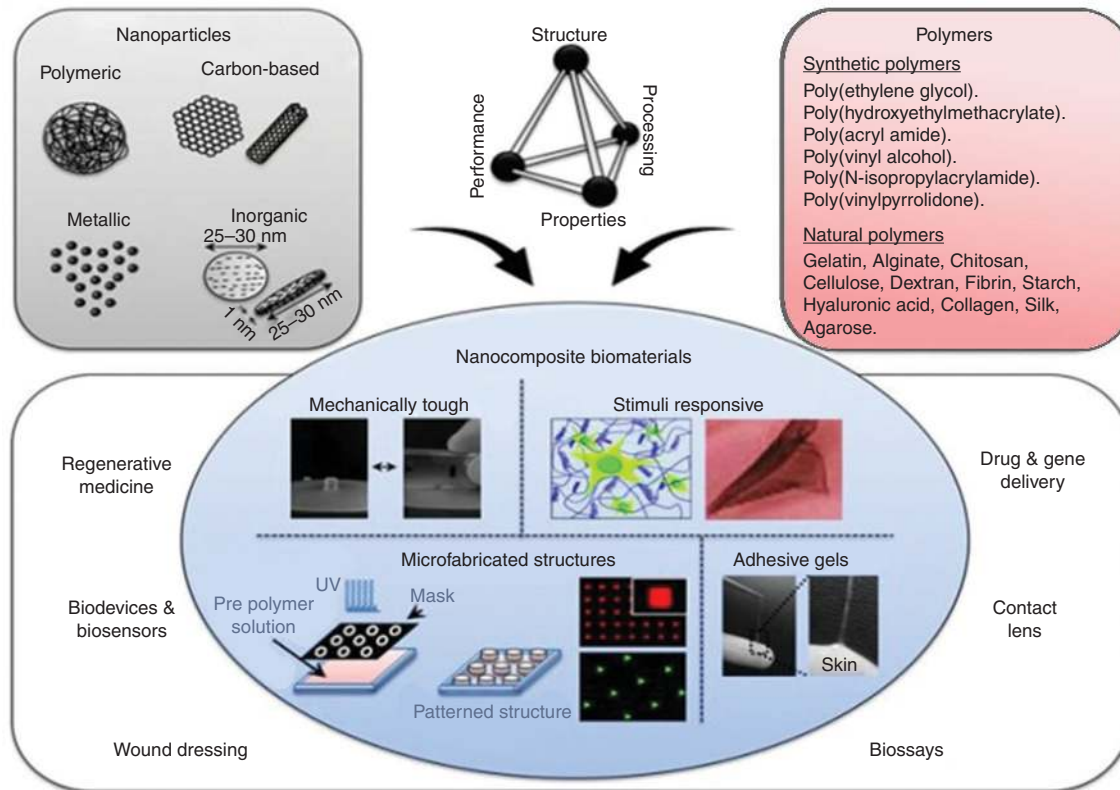 Nanoparticles
Polymeric
Carbon-based
Metallic
Inorganic
25–30 nm
1 nm
25–30 nm
Structure
Performance
Processing
Properties
Polymers
Synthetic polymers
Poly(ethylene glycol).
Poly(hydroxyethylmethacrylate).
Poly(acryl amide).
Poly(vinyl alcohol).
Poly(N-isopropylacrylamide).
Poly(vinylpyrrolidone).
Natural polymers
Gelatin, Alginate, Chitosan,
Cellulose, Dextran, Fibrin, Starch,
Hyaluronic acid, Collagen, Silk,
Agarose.
Nanocomposite biomaterials
Mechanically tough
Stimuli responsive
Microfabricated structures
UV
Mask
Pre polymer
solution
Patterned structure
Adhesive gels
Skin
Regenerative
medicine
Biodevices &
biosensors
Wound dressing
Drug & gene
delivery
Contact
lens
Biossays